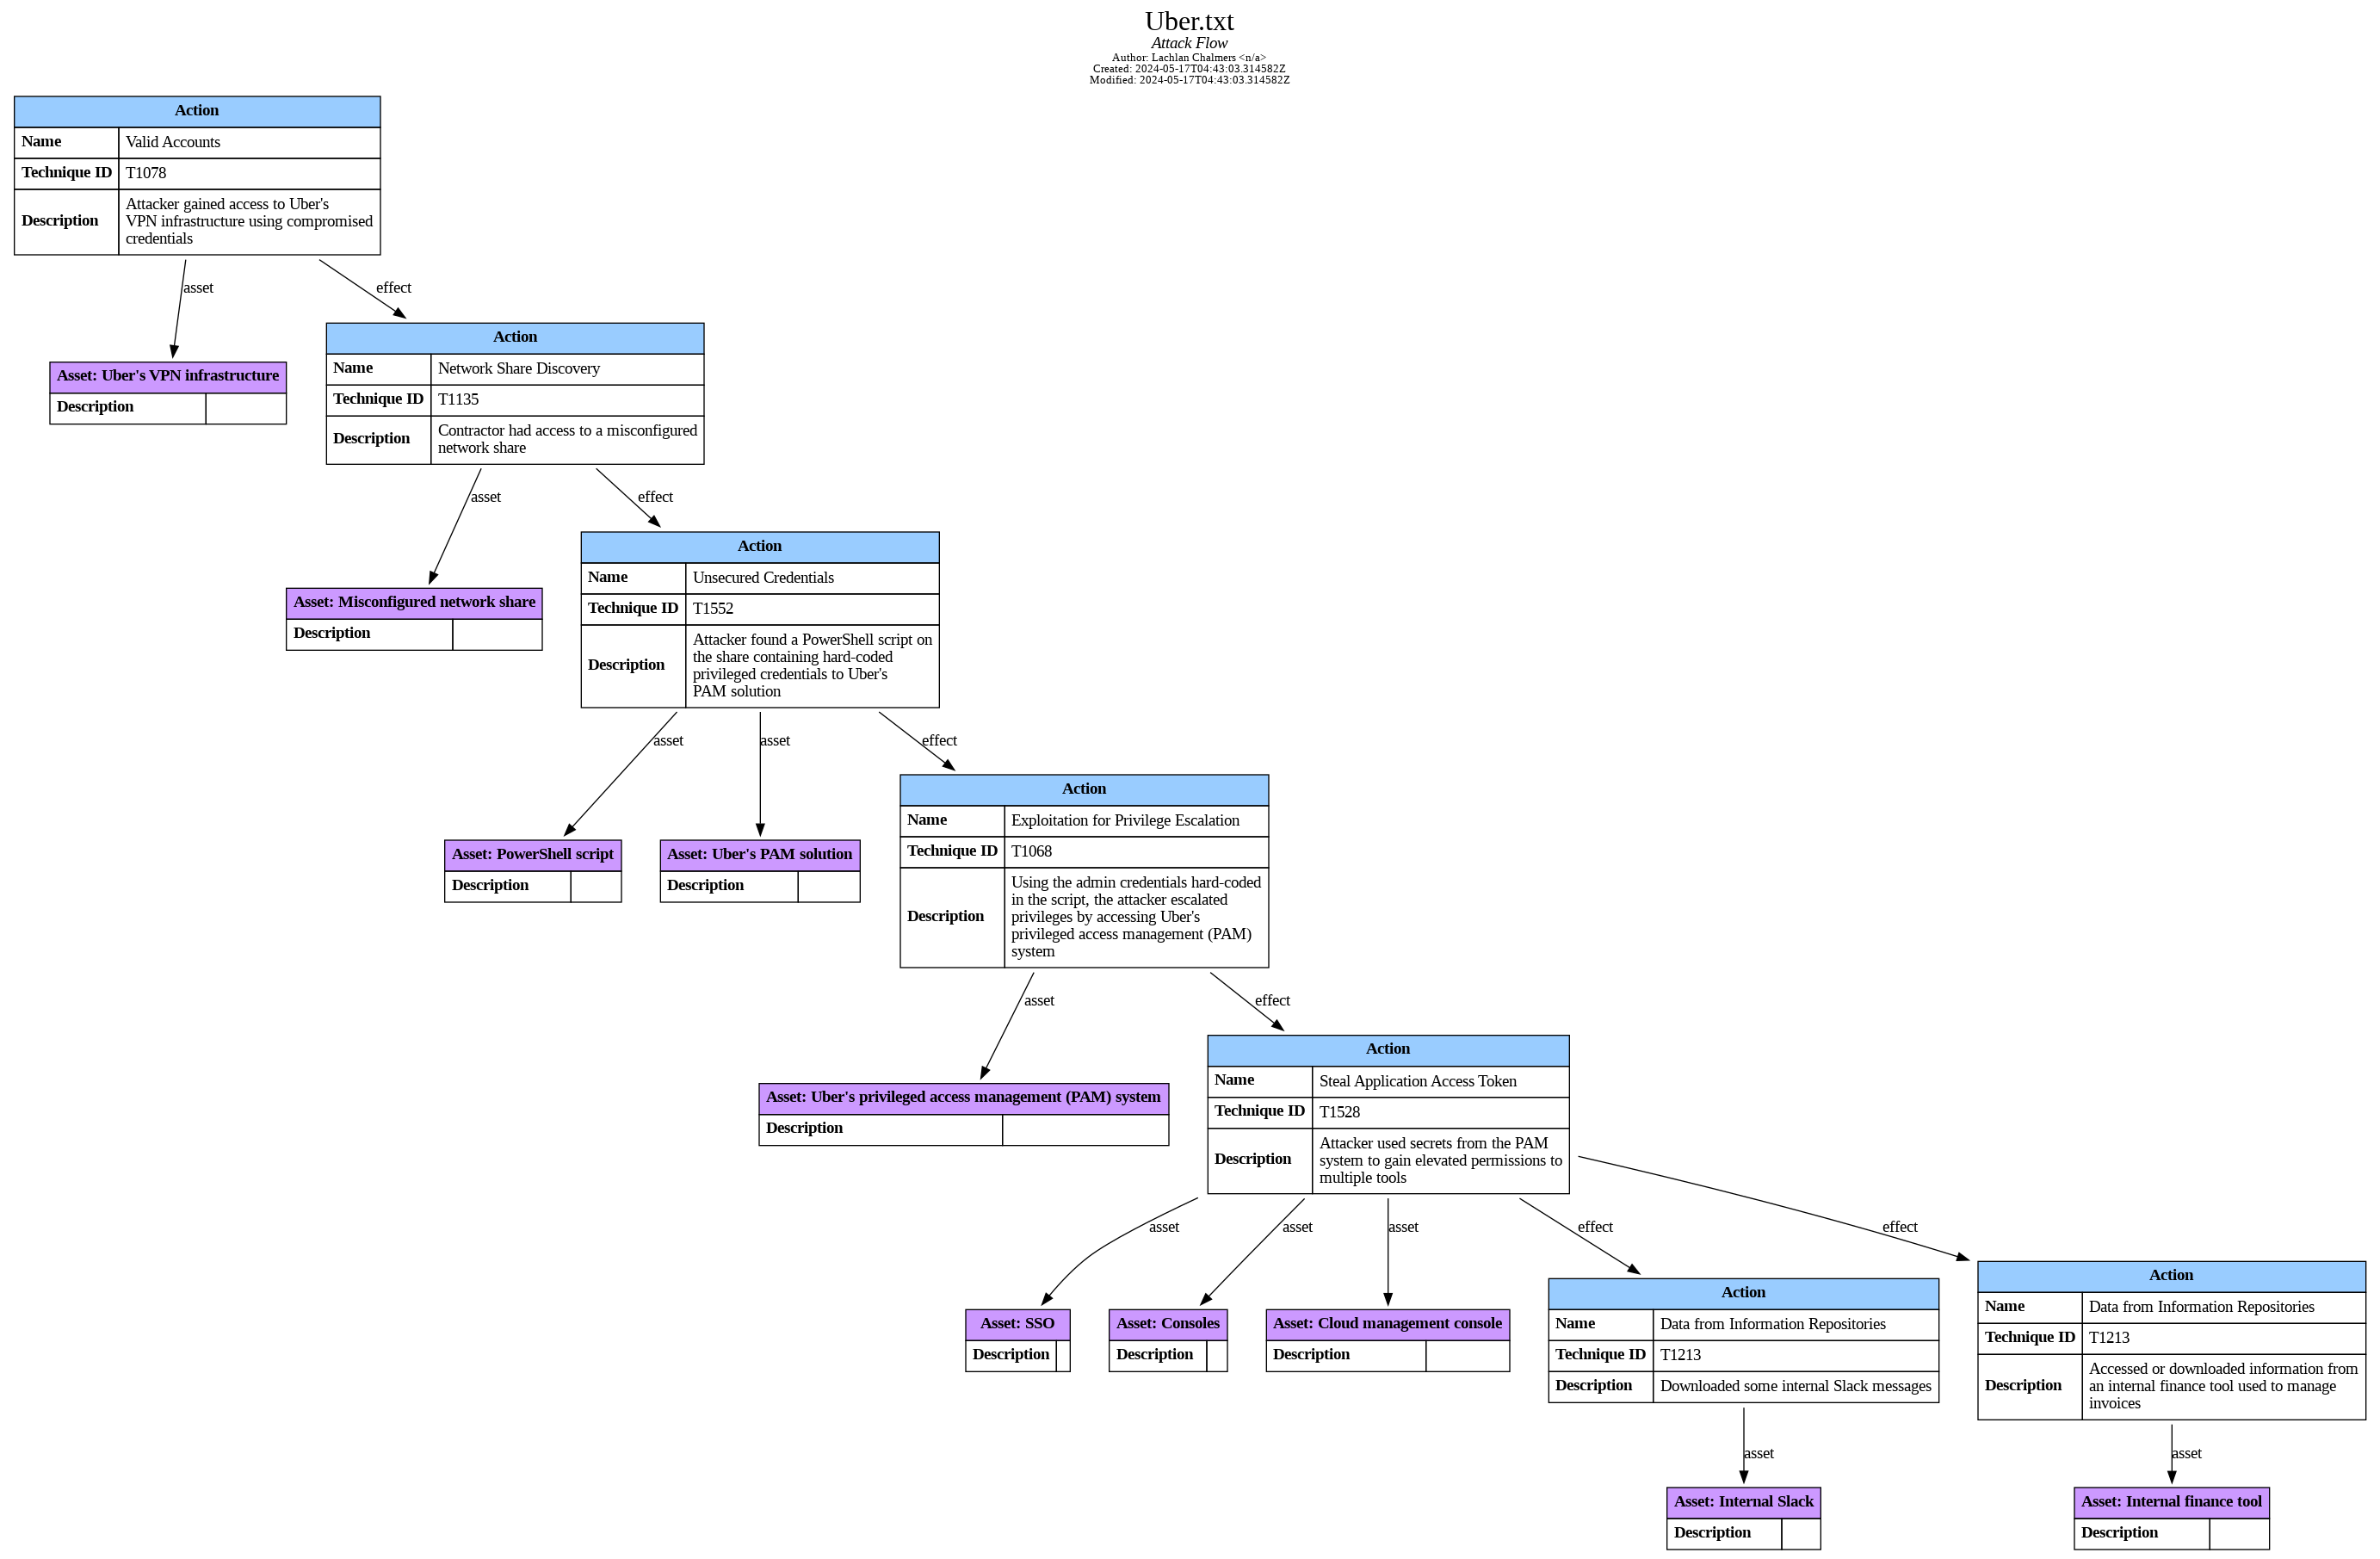 Uber.txt
Attack Flow
Author: Lachlan Chalmers <n/a>
Created: 2024-05-17T04:43:03.314582Z
Modified: 2024-05-17T04:43:03.314582Z
Action
Name Valid Accounts
Technique ID T1078
Description Attacker gained access to Uber's
VPN infrastructure using compromised
credentials
asset
effect
Asset: Uber's VPN infrastructure
Description
Action
Name Network Share Discovery
Technique ID T1135
Description Contractor had access to a misconfigured
network share
asset
effect
Asset: Misconfigured network share
Description
Action
Name Unsecured Credentials
Technique ID T1552
Description Attacker found a PowerShell script on
the share containing hard-coded
privileged credentials to Uber's
PAM solution
asset
asset
effect
Asset: PowerShell script
Description
Asset: Uber's PAM solution
Description
Action
Name Exploitation for Privilege Escalation
Technique ID T1068
Description Using the admin credentials hard-coded
in the script, the attacker escalated
privileges by accessing Uber's
privileged access management (PAM)
system
asset
effect
Asset: Uber's privileged access management (PAM) system
Description
Action
Name Steal Application Access Token
Technique ID T1528
Description Attacker used secrets from the PAM
system to gain elevated permissions to
multiple tools
asset
asset
asset
effect
effect
Asset: SSO
Description
Asset: Consoles
Description
Asset: Cloud management console
Description
Action
Name Data from Information Repositories
Technique ID T1213
Description Downloaded some internal Slack messages
Action
Name Data from Information Repositories
Technique ID T1213
Description Accessed or downloaded information from
an internal finance tool used to manage
invoices
asset
asset
Asset: Internal Slack
Description
Asset: Internal finance tool
Description